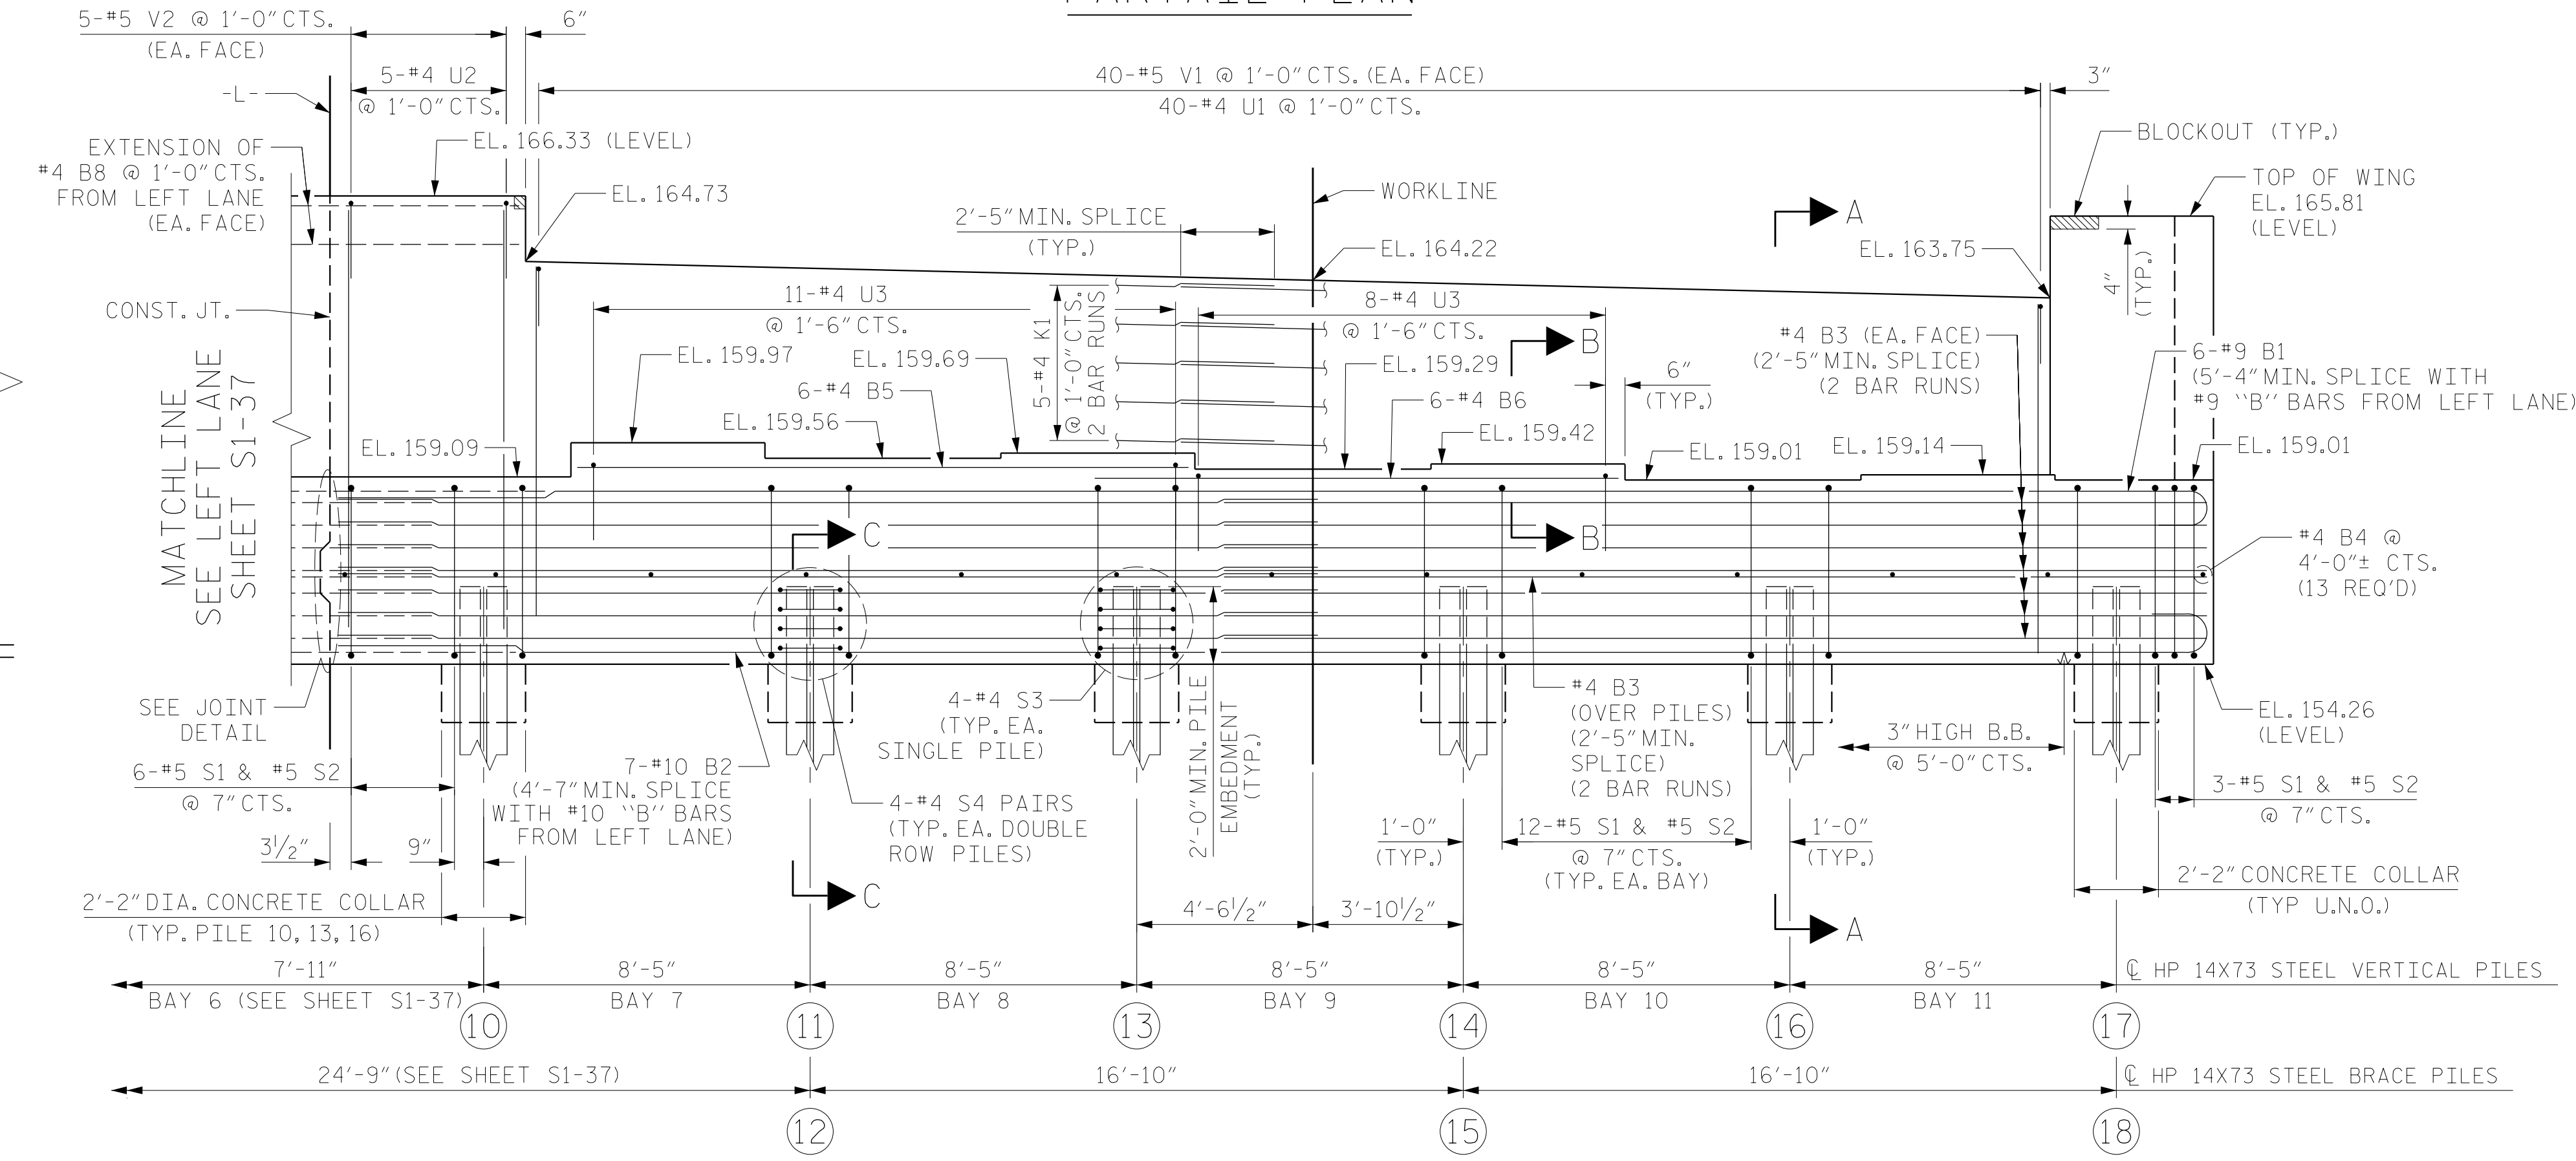 PARTAIL PLAN
5-#5 V2 @ 1'-0" CTS.
(EA. FACE)
6"
5-#4 U2
@ 1'-0" CTS.
-L-
40-#5 V1 @ 1'-0" CTS. (EA. FACE)
40-#4 U1 @ 1'-0" CTS.
3"
EXTENSION OF
#4 B8 @ 1'-0" CTS.
FROM LEFT LANE
(EA. FACE)
EL. 166.33 (LEVEL)
EL. 164.73
BLOCKOUT (TYP.)
TOP OF WING
EL. 165.81
(LEVEL)
WORKLINE
2'-5" MIN. SPLICE
(TYP.)
A
EL. 164.22
EL. 163.75
4"
(TYP.)
CONST. JT.
11-#4 U3
@ 1'-6" CTS.
5-#4 K1
@ 1'-0" CTS.
2 BAR RUNS
8-#4 U3
@ 1'-6" CTS.
B
#4 B3 (EA. FACE)
(2'-5" MIN. SPLICE)
(2 BAR RUNS)
6-#9 B1
(5'-4" MIN. SPLICE WITH
#9 "B" BARS FROM LEFT LANE)
MATCHLINE
SEE LEFT LANE
SHEET S1-37
EL. 159.97
EL. 159.69
6-#4 B5
EL. 159.56
EL. 159.29
6-#4 B6
6"
(TYP.)
EL. 159.42
EL. 159.09
EL. 159.01
EL. 159.14
EL. 159.01
C
B
#4 B4 @
4'-0"± CTS.
(13 REQ'D)
SEE JOINT
DETAIL
4-#4 S3
(TYP. EA.
SINGLE PILE)
2'-0" MIN. PILE
EMBEDMENT
(TYP.)
#4 B3
(OVER PILES)
(2'-5" MIN.
SPLICE)
(2 BAR RUNS)
3" HIGH B.B.
@ 5'-0" CTS.
EL. 154.26
(LEVEL)
6-#5 S1 & #5 S2
@ 7" CTS.
7-#10 B2
(4'-7" MIN. SPLICE
WITH #10 "B" BARS
FROM LEFT LANE)
4-#4 S4 PAIRS
(TYP. EA. DOUBLE
ROW PILES)
3-#5 S1 & #5 S2
@ 7" CTS.
3½"
9"
1'-0"
(TYP.)
12-#5 S1 & #5 S2
@ 7" CTS.
(TYP. EA. BAY)
1'-0"
(TYP.)
C
A
2'-2" DIA. CONCRETE COLLAR
(TYP. PILE 10, 13, 16)
4'-6½"
3'-10½"
2'-2" CONCRETE COLLAR
(TYP U.N.O.)
7'-11"
BAY 6 (SEE SHEET S1-37)
8'-5"
BAY 7
8'-5"
BAY 8
8'-5"
BAY 9
8'-5"
BAY 10
8'-5"
BAY 11
℄ HP 14X73 STEEL VERTICAL PILES
10
11
13
14
16
17
24'-9" (SEE SHEET S1-37)
16'-10"
16'-10"
℄ HP 14X73 STEEL BRACE PILES
12
15
18